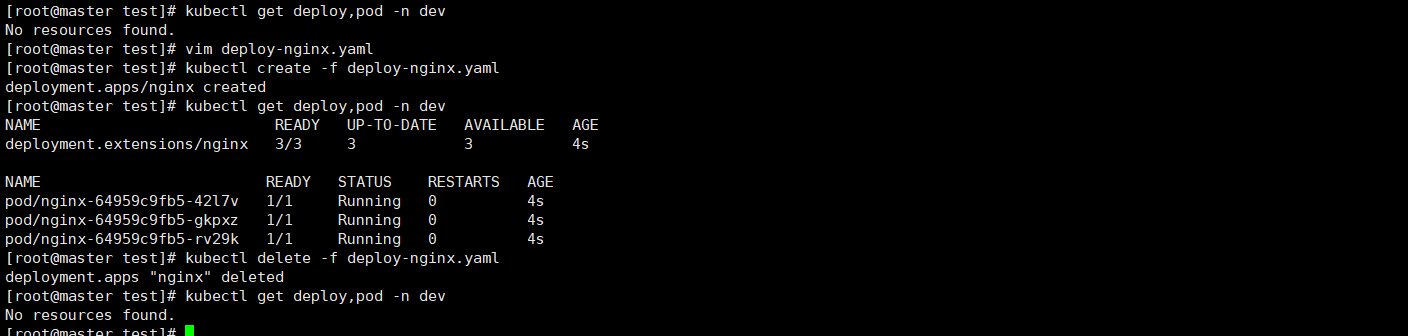 [root@master test]# kubectl get deploy,pod -n dev
No resources found.
[root@master test]# vim deploy-nginx.yaml
[root@master test]# kubectl create -f deploy-nginx.yaml
deployment.apps/nginx created
[root@master test]# kubectl get deploy,pod -n dev
NAME                          READY   UP-TO-DATE   AVAILABLE   AGE
deployment.extensions/nginx   3/3     3            3           4s

NAME                         READY   STATUS    RESTARTS   AGE
pod/nginx-64959c9fb5-42l7v   1/1     Running   0          4s
pod/nginx-64959c9fb5-gkpxz   1/1     Running   0          4s
pod/nginx-64959c9fb5-rv29k   1/1     Running   0          4s
[root@master test]# kubectl delete -f deploy-nginx.yaml
deployment.apps "nginx" deleted
[root@master test]# kubectl get deploy,pod -n dev
No resources found.
[root@master test]#